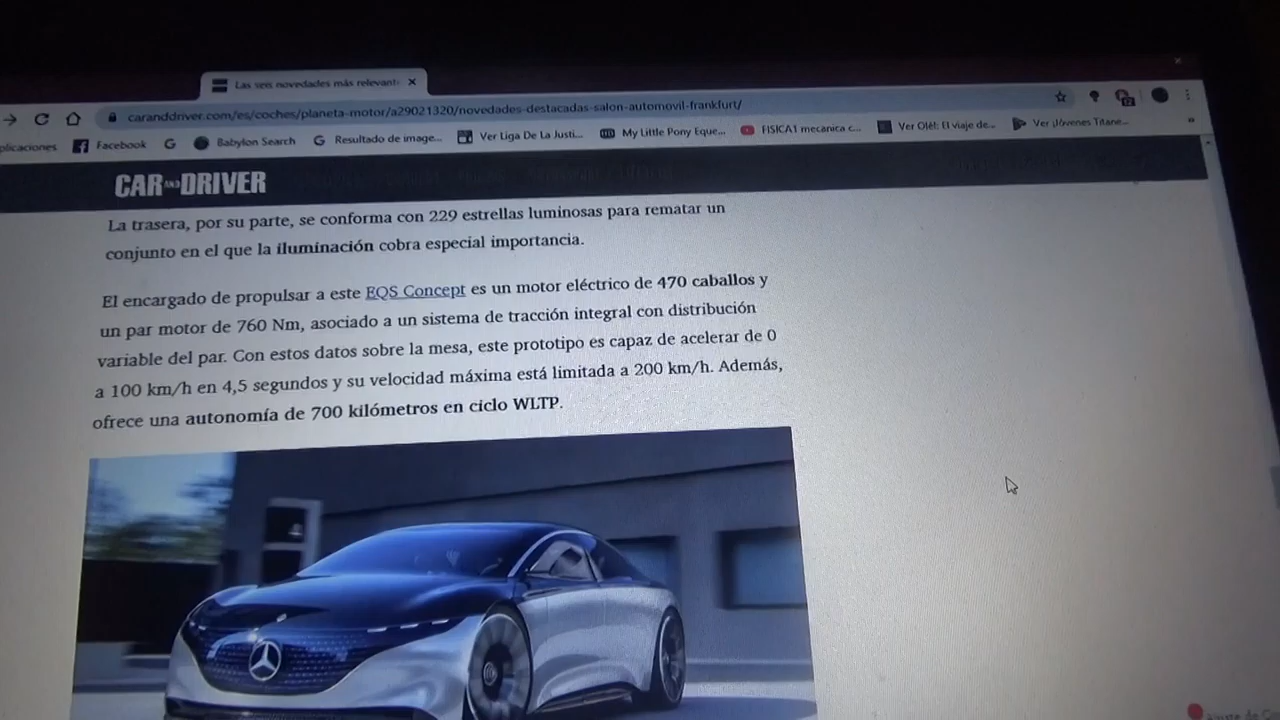 Las seis novedades más relevant
caranddriver.com/es/coches/planeta-motor/a29021320/novedades-destacadas-salon-automovil-frankfurt/
plicaciones Facebook Babylon Search Resultado de image... Ver Liga De La Justi... My Little Pony Eque... FISICA1 mecanica c... Ver Olé!: El viaje de... Ver ¡Jóvenes Titane...
CAR AND DRIVER
La trasera, por su parte, se conforma con 229 estrellas luminosas para rematar un
conjunto en el que la iluminación cobra especial importancia.
El encargado de propulsar a este EQS Concept es un motor eléctrico de 470 caballos y
un par motor de 760 Nm, asociado a un sistema de tracción integral con distribución
variable del par. Con estos datos sobre la mesa, este prototipo es capaz de acelerar de 0
a 100 km/h en 4,5 segundos y su velocidad máxima está limitada a 200 km/h. Además,
ofrece una autonomía de 700 kilómetros en ciclo WLTP.